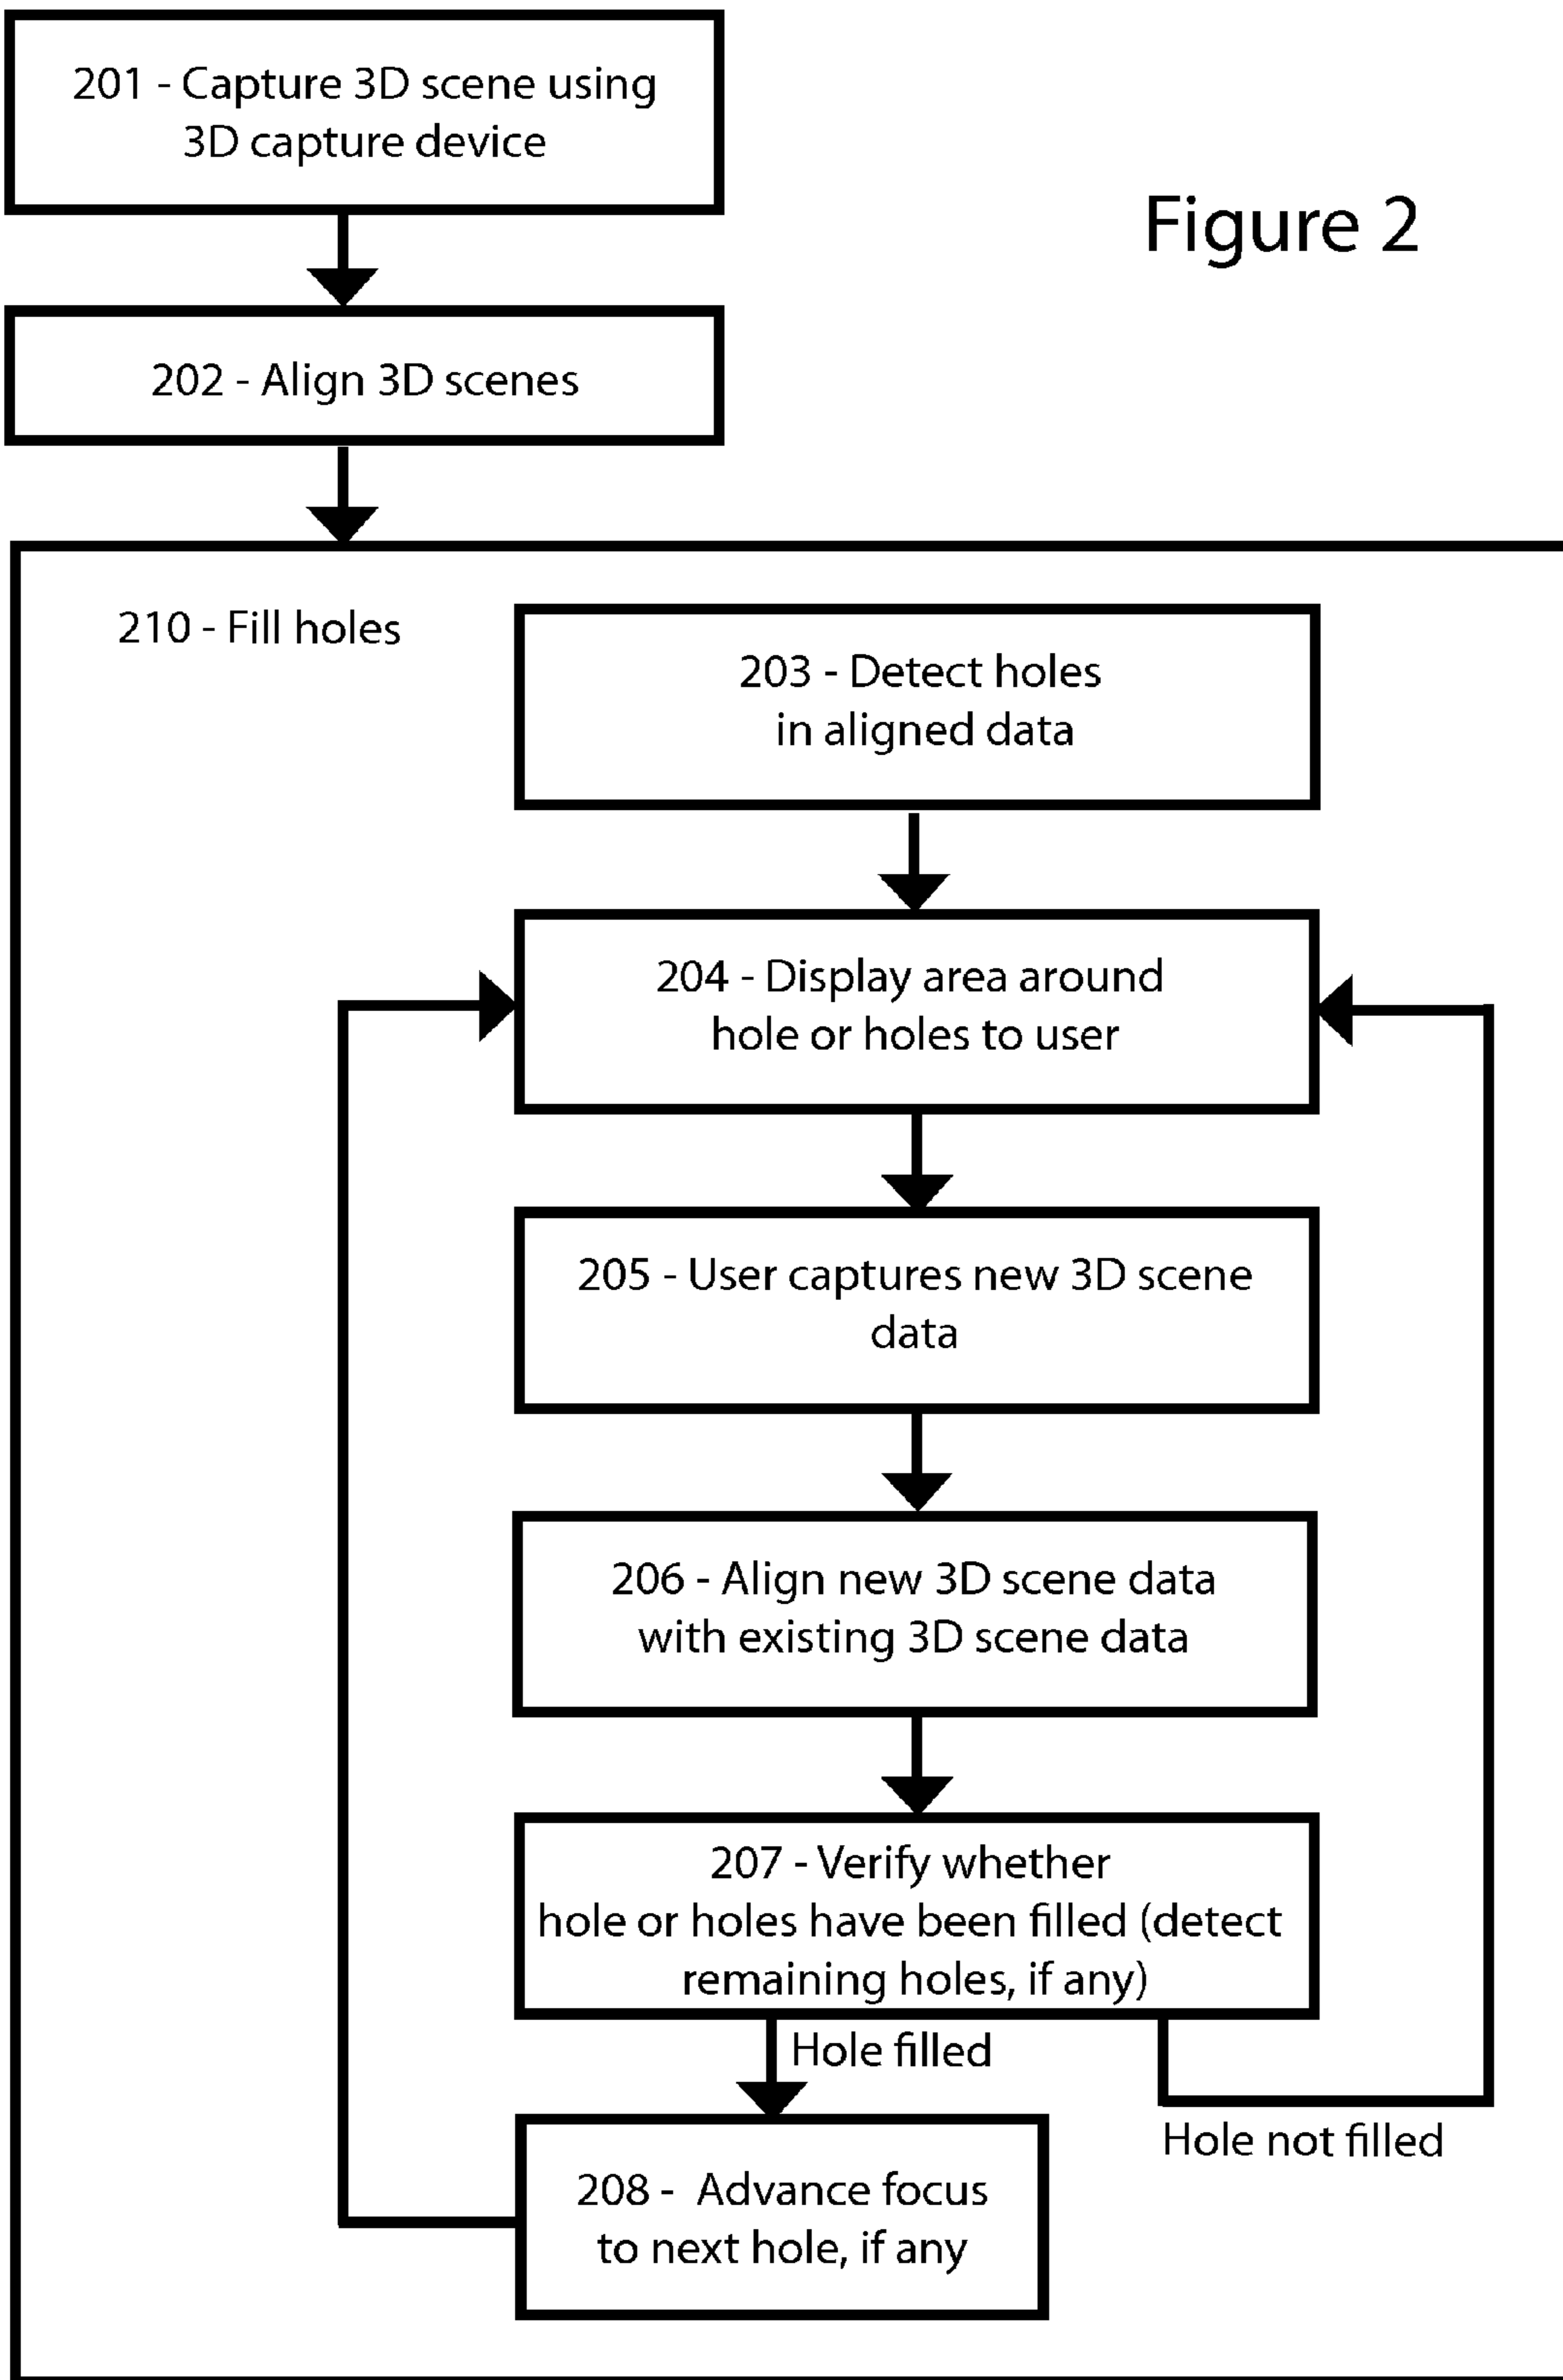 201 - Capture 3D scene using
3D capture device
Figure 2
202 - Align 3D scenes
210 - Fill holes
203 - Detect holes
in aligned data
204 - Display area around
hole or holes to user
205 - User captures new 3D scene
data
206 - Align new 3D scene data
with existing 3D scene data
207 - Verify whether
hole or holes have been filled (detect
remaining holes, if any)
Hole filled
Hole not filled
208 - Advance focus
to next hole, if any